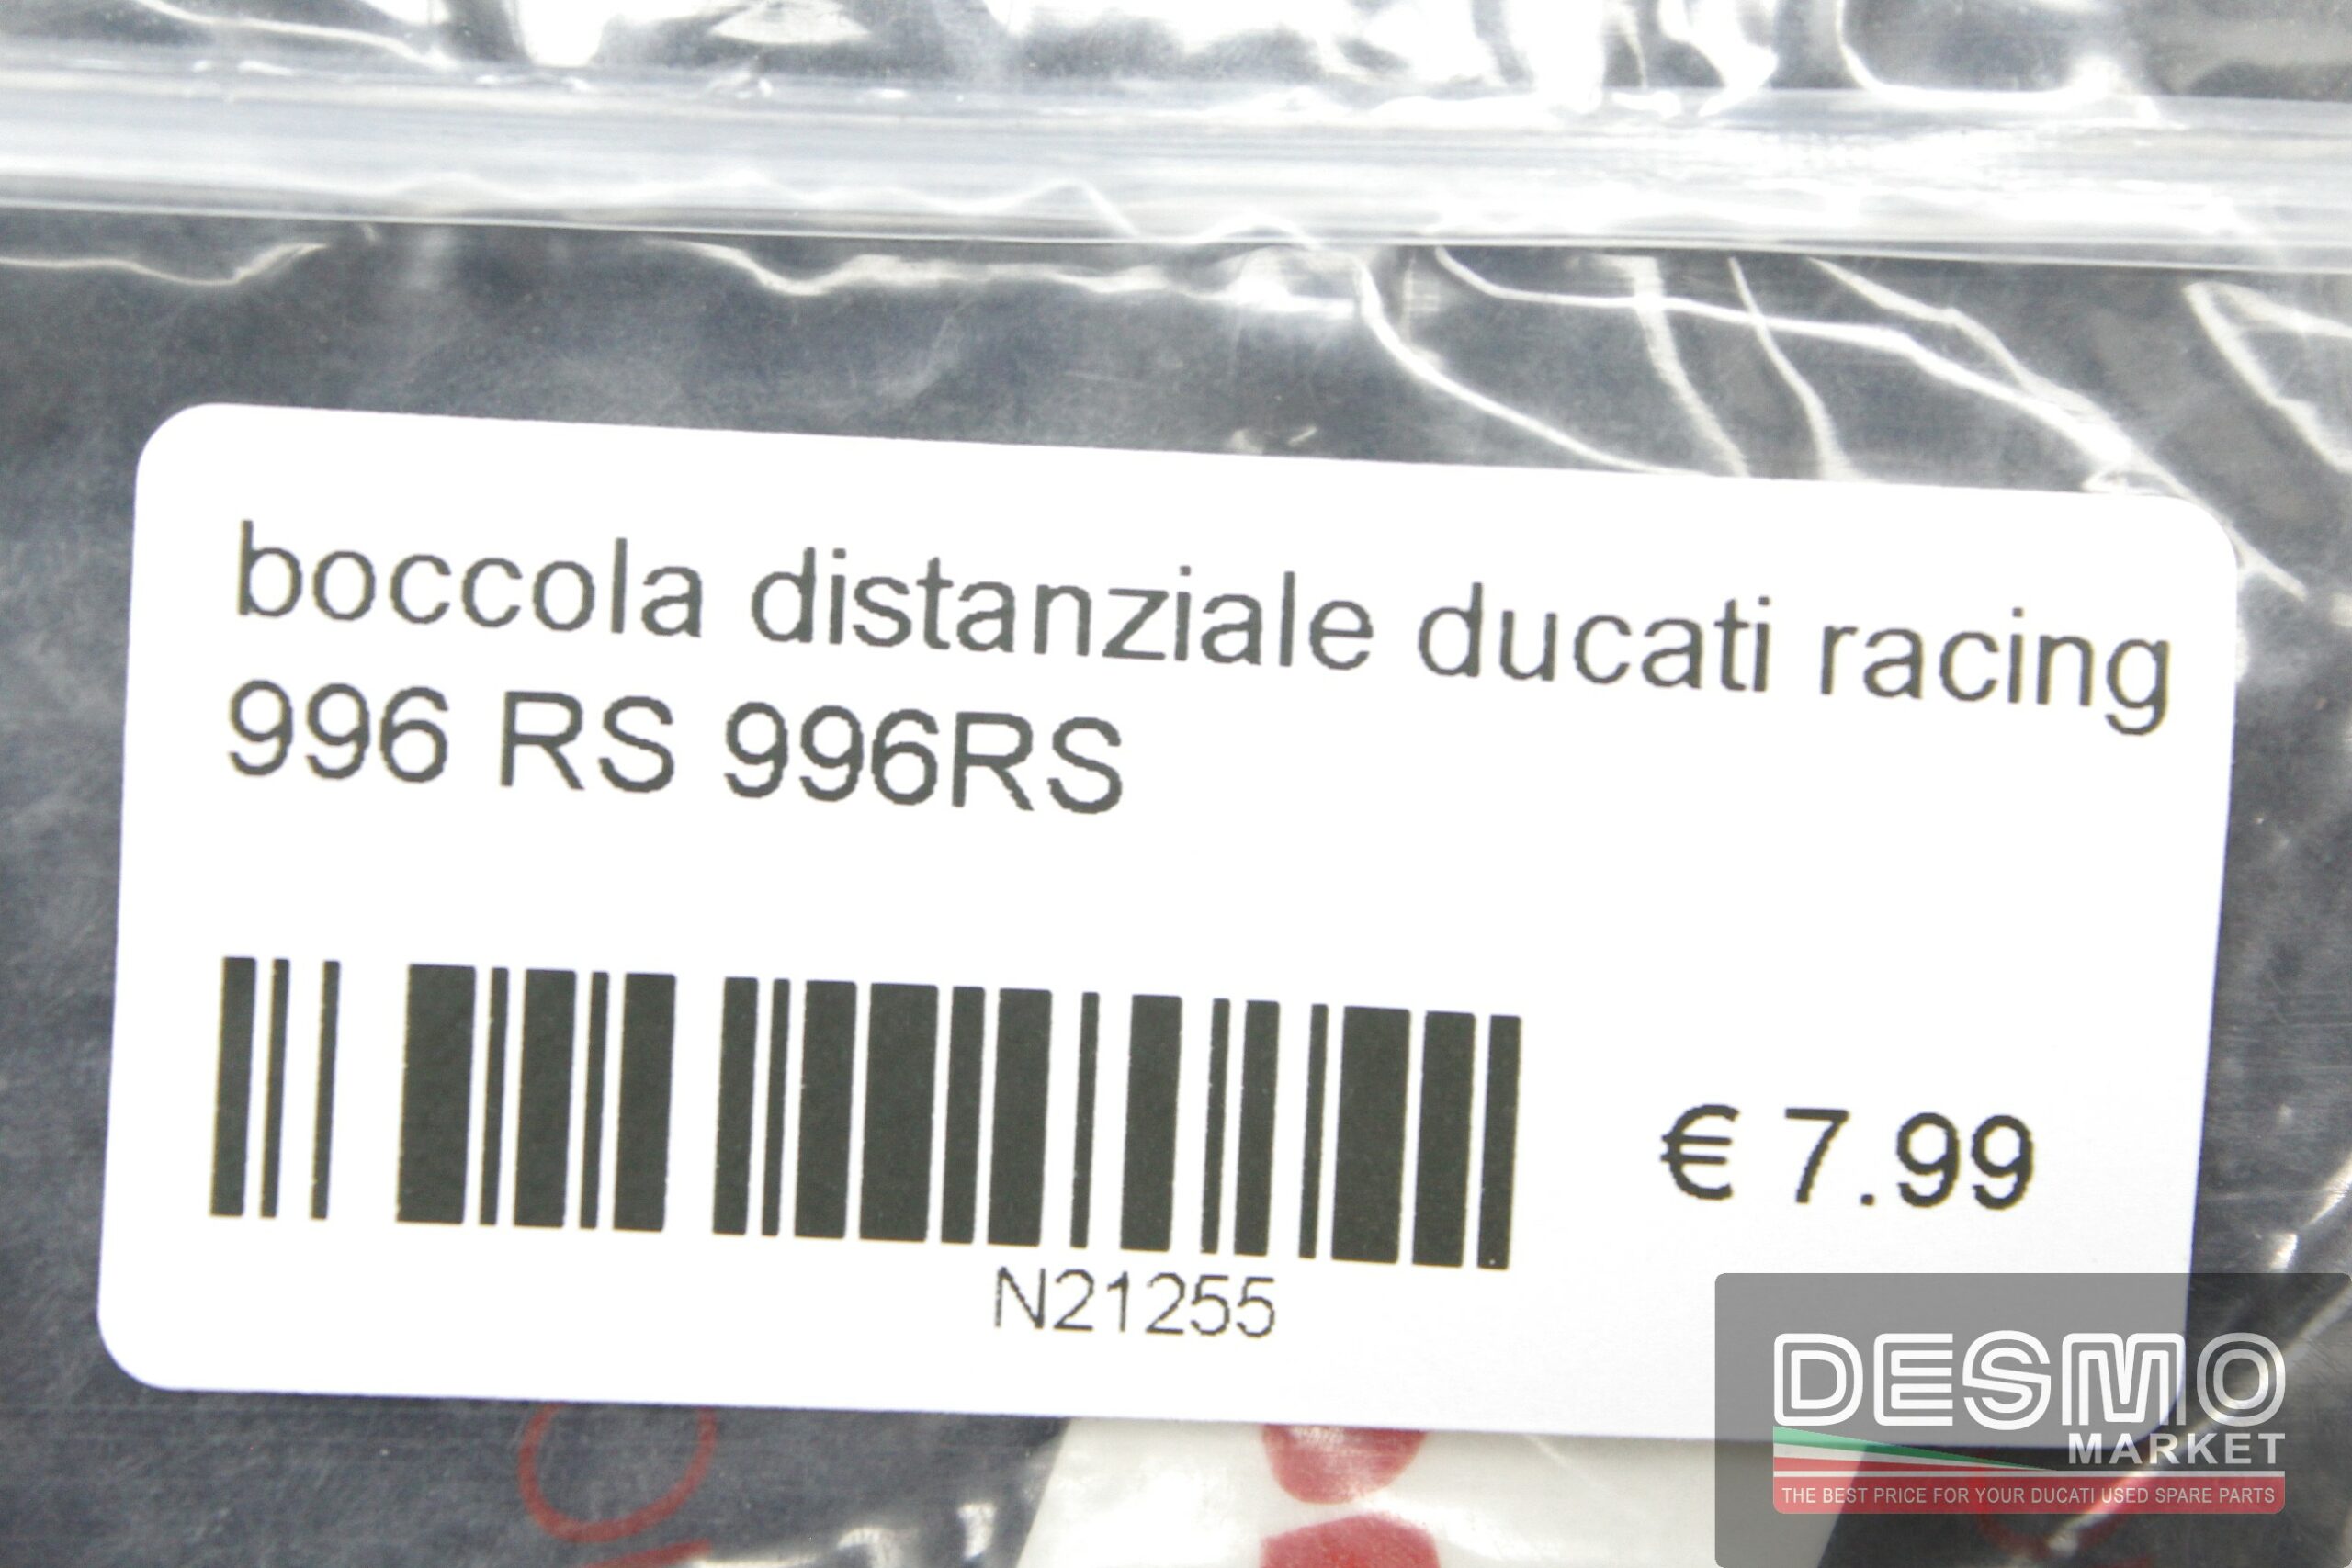 boccola distanziale ducati racing
996 RS 996RS
€ 7.99
N21255
DESMO
MARKET
THE BEST PRICE FOR YOUR DUCATI USED SPARE PARTS